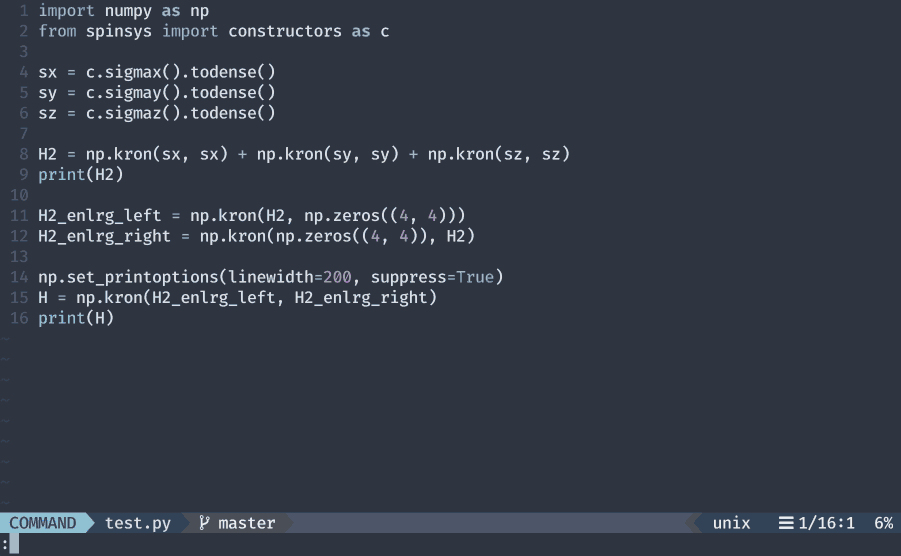 1 import numpy as np
2 from spinsys import constructors as c
3
4 sx = c.sigmax().todense()
5 sy = c.sigmay().todense()
6 sz = c.sigmaz().todense()
7
8 H2 = np.kron(sx, sx) + np.kron(sy, sy) + np.kron(sz, sz)
9 print(H2)
10
11 H2_enlrg_left = np.kron(H2, np.zeros((4, 4)))
12 H2_enlrg_right = np.kron(np.zeros((4, 4)), H2)
13
14 np.set_printoptions(linewidth=200, suppress=True)
15 H = np.kron(H2_enlrg_left, H2_enlrg_right)
16 print(H)
~
~
~
~
~
~
~
~
~
COMMAND test.py master unix 1/16:1 6%
: